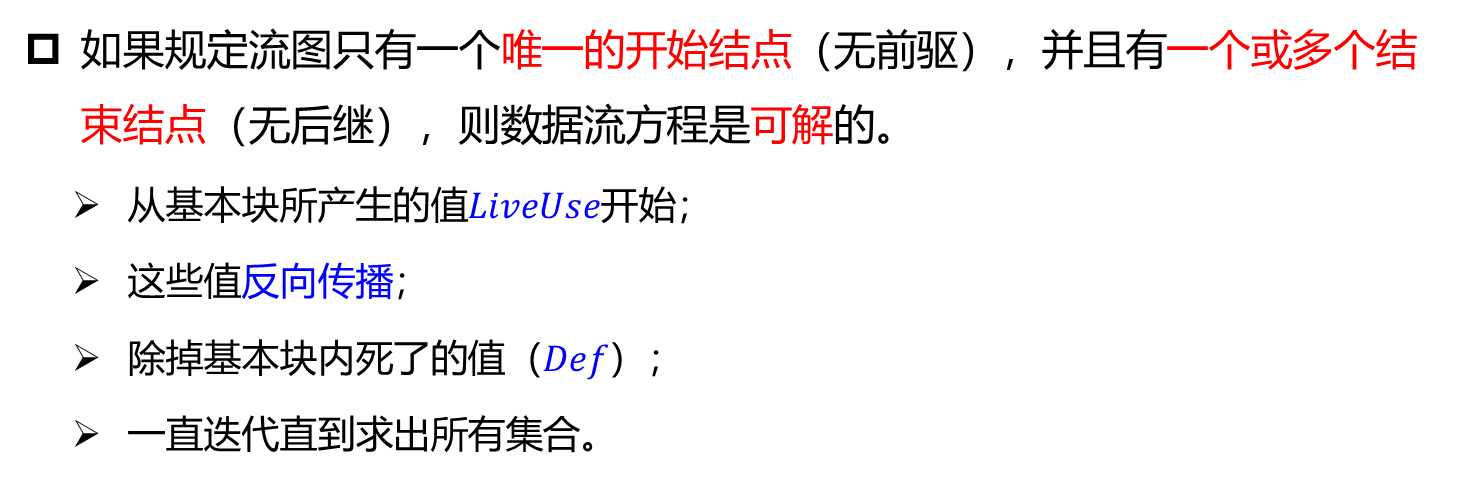 如果规定流图只有一个唯一的开始结点（无前驱），并且有一个或多个结
束结点（无后继），则数据流方程是可解的。
从基本块所产生的值LiveUse开始；
这些值反向传播；
除掉基本块内死了的值（Def）；
一直迭代直到求出所有集合。